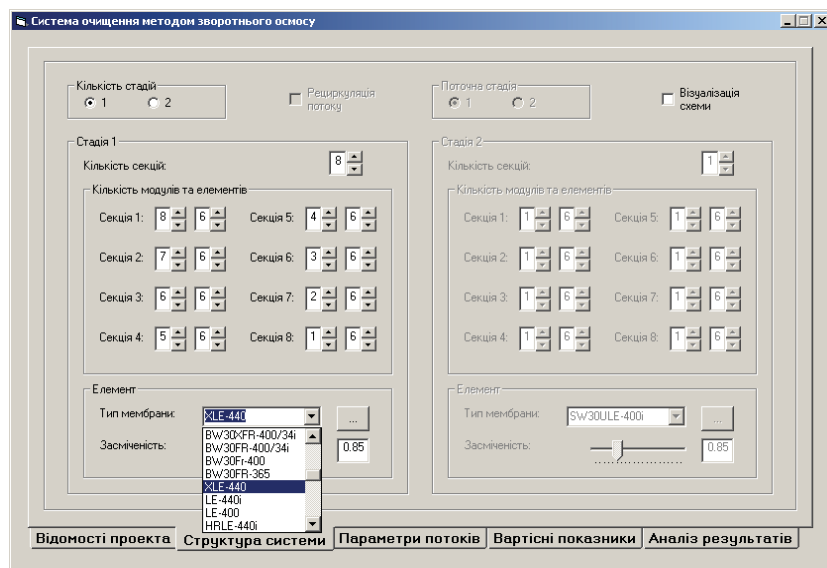 Система очищення методом зворотнього осмосу
Кількість стадій
1 2
Рециркуляція
потоку
Поточна стадія
1 2
Візуалізація
схеми
Стадія 1
Кількість секцій: 8
Кількість модулів та елементів
Секція 1: 8 6 Секція 5: 4 6
Секція 2: 7 6 Секція 6: 3 6
Секція 3: 6 6 Секція 7: 2 6
Секція 4: 5 6 Секція 8: 1 6
Елемент
Тип мембрани: XLE-440 ...
Засміченість: 0.85
BW30XFR-400/34i
BW30FR-400/34i
BW30Fr-400
BW30FR-365
XLE-440
LE-440i
LE-400
HRLE-440i
Стадія 2
Кількість секцій: 1
Кількість модулів та елементів
Секція 1: 1 6 Секція 5: 1 6
Секція 2: 1 6 Секція 6: 1 6
Секція 3: 1 6 Секція 7: 1 6
Секція 4: 1 6 Секція 8: 1 6
Елемент
Тип мембрани: SW30ULE-400i ...
Засміченість: 0.85
Відомості проекта Структура системи Параметри потоків Вартісні показники Аналіз результатів